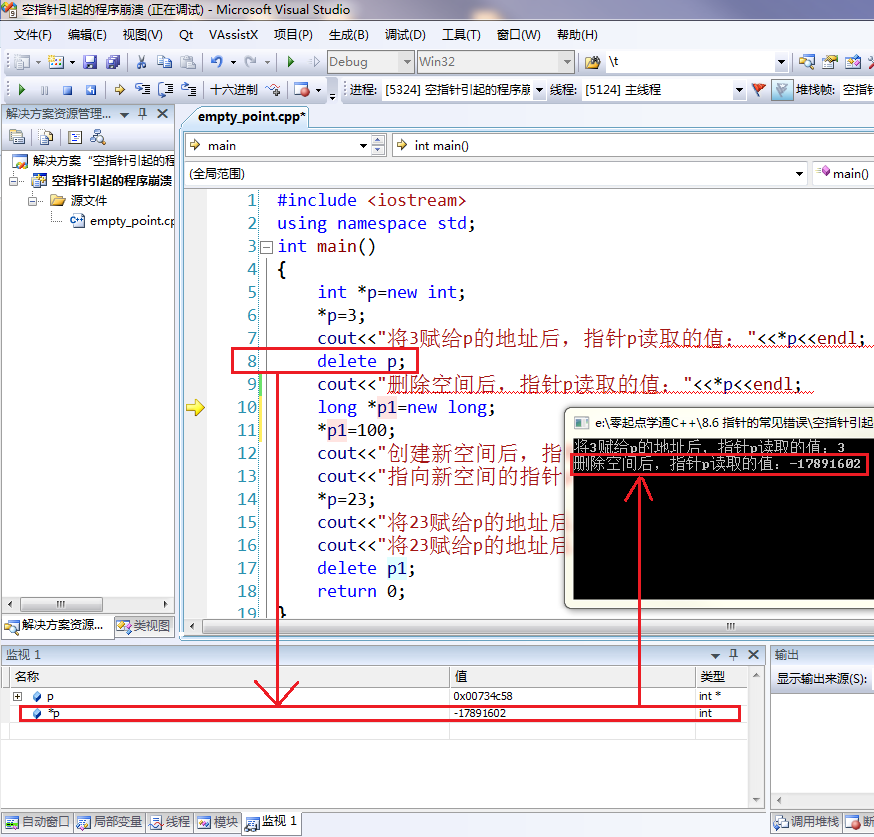 空指针引起的程序崩溃 (正在调试) - Microsoft Visual Studio
文件(F) 编辑(E) 视图(V) Qt VAssistX 项目(P) 生成(B) 调试(D) 工具(T) 窗口(W) 帮助(H)
Debug Win32 \t
十六进制 进程: [5324] 空指针引起的程序崩 线程: [5124] 主线程 堆栈帧: 空指针
解决方案资源管理...
empty_point.cpp*
main int main()
(全局范围) main()
解决方案 "空指针引起的程
空指针引起的程序崩溃
源文件
empty_point.cp
1 #include <iostream>
2 using namespace std;
3 int main()
4 {
5 int *p=new int;
6 *p=3;
7 cout<<"将3赋给p的地址后，指针p读取的值："<<*p<<endl;
8 delete p;
9 cout<<"删除空间后，指针p读取的值："<<*p<<endl;
10 long *p1=new long;
11 *p1=100;
12 cout<<"创建新空间后，指
13 cout<<"指向新空间的指针
14 *p=23;
15 cout<<"将23赋给p的地址后
16 cout<<"将23赋给p的地址后
17 delete p1;
18 return 0;
19 }
e:\零起点学通C++\8.6 指针的常见错误\空指针引起
将3赋给p的地址后，指针p读取的值：3
删除空间后，指针p读取的值：-17891602
解决方案资源... 类视图
监视 1
名称 值 类型
p 0x00734c58 int *
*p -17891602 int
输出
显示输出来源(S):
自动窗口 局部变量 线程 模块 监视 1
调用堆栈 断